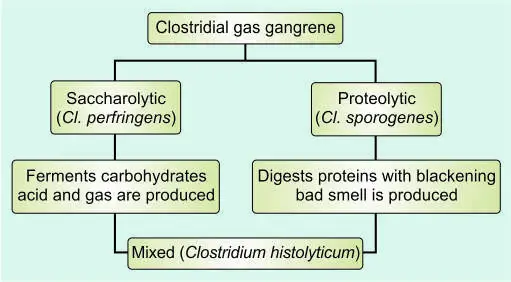 Clostridial gas gangrene
Saccharolytic
(Cl. perfringens)
Proteolytic
(Cl. sporogenes)
Ferments carbohydrates
acid and gas are produced
Digests proteins with blackening
bad smell is produced
Mixed (Clostridium histolyticum)